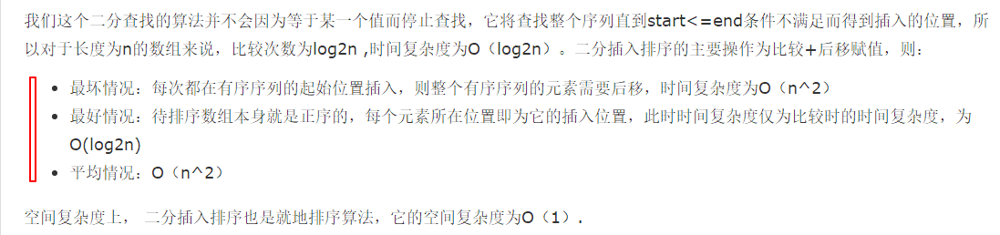 我们这个二分查找的算法并不会因为等于某一个值而停止查找，它将查找整个序列直到start<=end条件不满足而得到插入的位置，所
以对于长度为n的数组来说，比较次数为log2n ,时间复杂度为O（log2n）。二分插入排序的主要操作为比较+后移赋值，则：
• 最坏情况：每次都在有序序列的起始位置插入，则整个有序序列的元素需要后移，时间复杂度为O（n^2）
• 最好情况：待排序数组本身就是正序的，每个元素所在位置即为它的插入位置，此时时间复杂度仅为比较时的时间复杂度，为
O(log2n)
• 平均情况：O（n^2）
空间复杂度上， 二分插入排序也是就地排序算法，它的空间复杂度为O（1）.